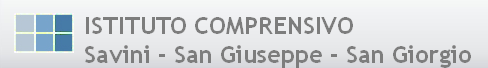 ISTITUTO COMPRENSIVO
Savini - San Giuseppe - San Giorgio